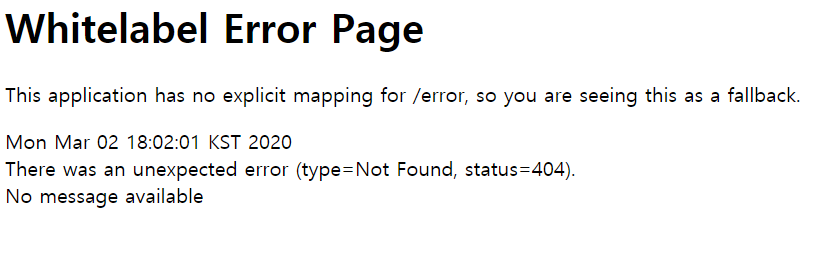 Whitelabel Error Page
This application has no explicit mapping for /error, so you are seeing this as a fallback.
Mon Mar 02 18:02:01 KST 2020
There was an unexpected error (type=Not Found, status=404).
No message available